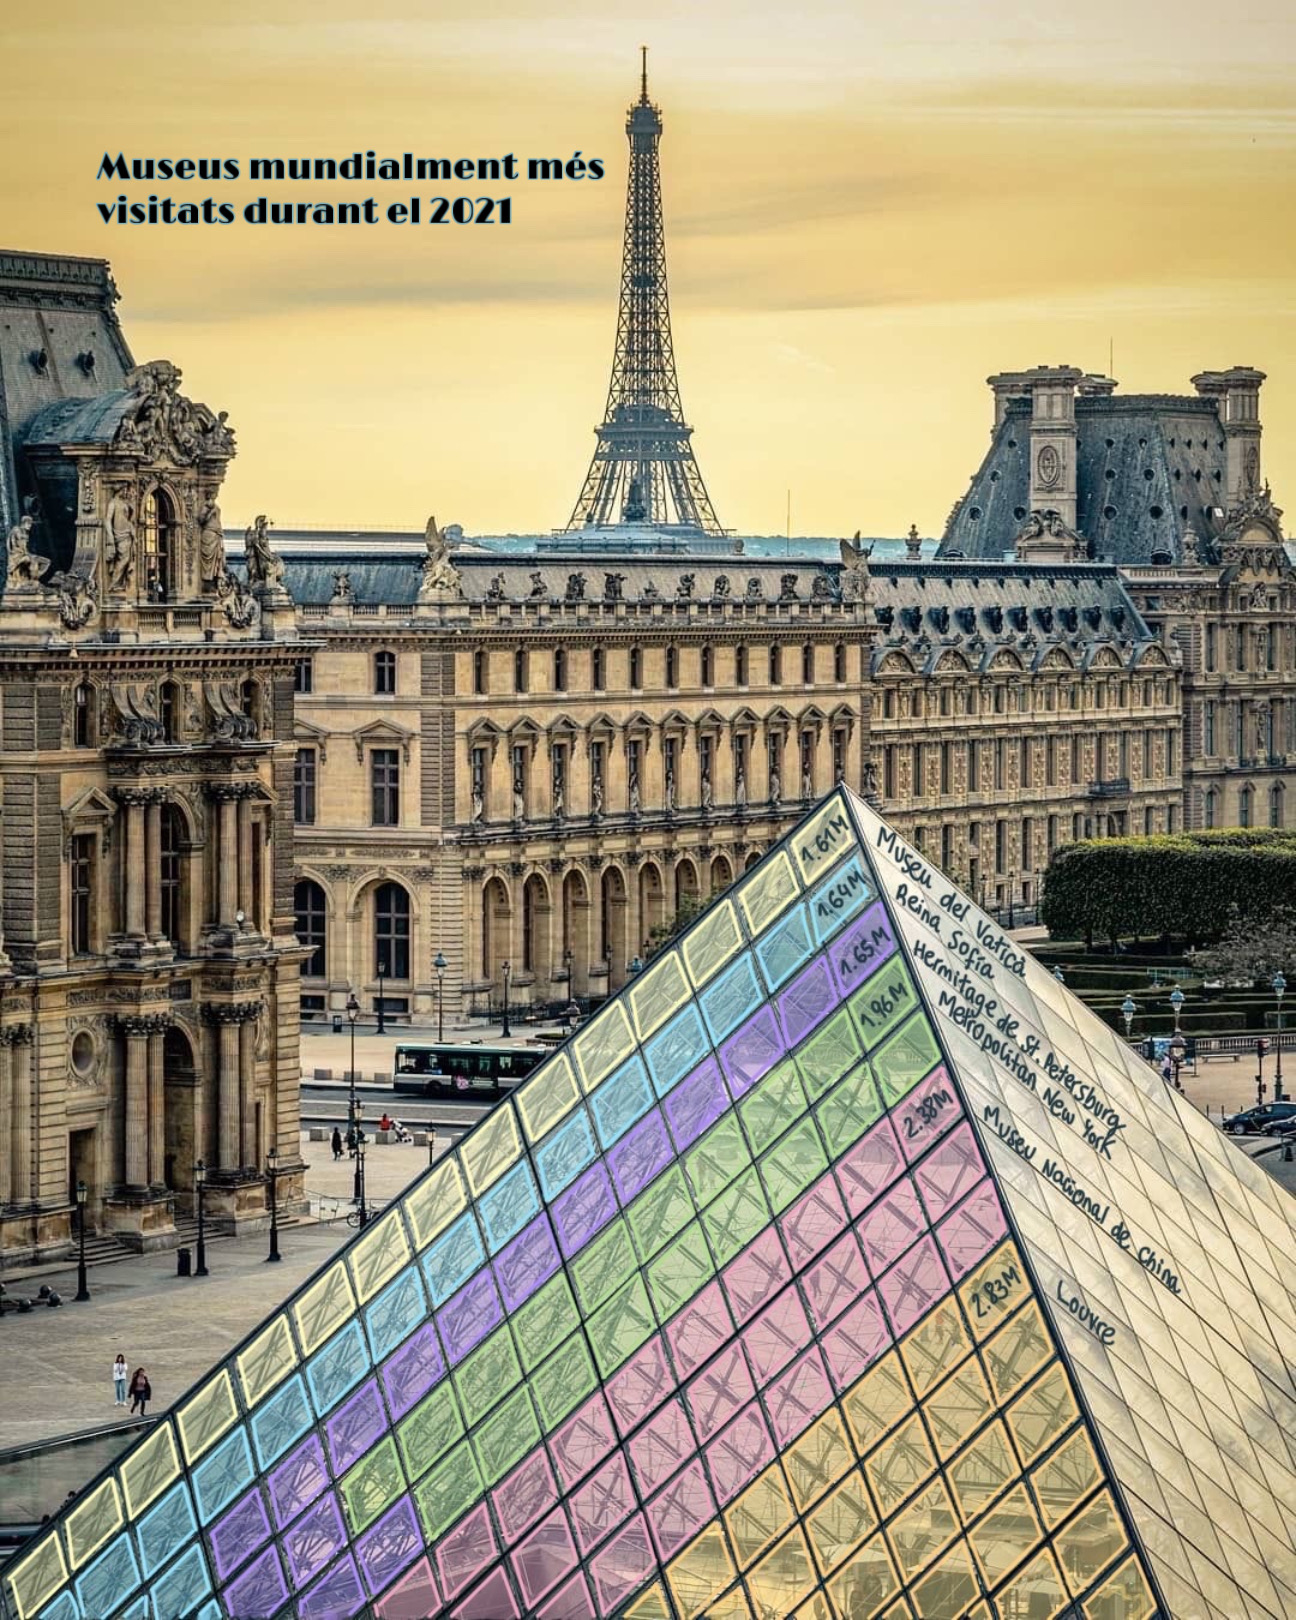 Museus mundialment més
visitats durant el 2021
1.61M
Museu del Vaticà
1.64M
Reina Sofía
1.65M
Hermitage de St. Petersburg
1.96M
Metropolitan New York
2.38M
Museu Nacional de China
2.83M
Louvre